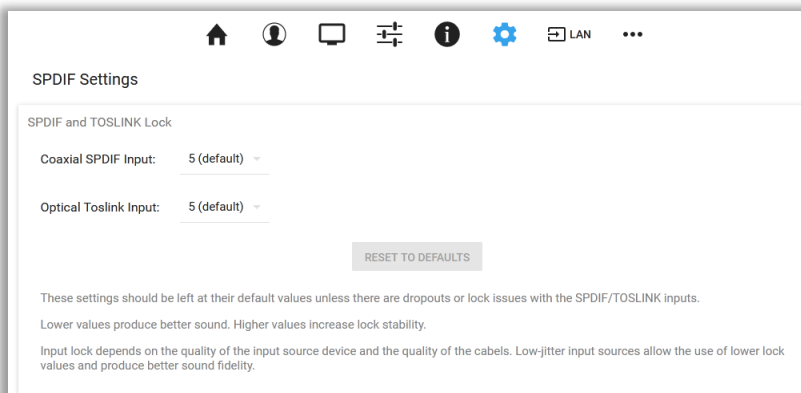 LAN
SPDIF Settings
SPDIF and TOSLINK Lock
Coaxial SPDIF Input: 5 (default)
Optical Toslink Input: 5 (default)
RESET TO DEFAULTS
These settings should be left at their default values unless there are dropouts or lock issues with the SPDIF/TOSLINK inputs.
Lower values produce better sound. Higher values increase lock stability.
Input lock depends on the quality of the input source device and the quality of the cabels. Low-jitter input sources allow the use of lower lock
values and produce better sound fidelity.